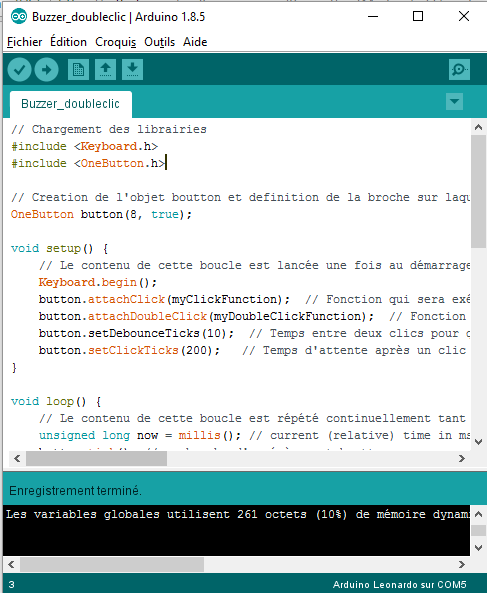 Buzzer_doubleclic | Arduino 1.8.5
Fichier Édition Croquis Outils Aide
Buzzer_doubleclic
// Chargement des librairies
#include <Keyboard.h>
#include <OneButton.h>
// Creation de l'objet boutton et definition de la broche sur laqu
OneButton button(8, true);
void setup() {
// Le contenu de cette boucle est lancée une fois au démarrage
Keyboard.begin();
button.attachClick(myClickFunction); // Fonction qui sera exé
button.attachDoubleClick(myDoubleClickFunction); // Fonction
button.setDebounceTicks(10); // Temps entre deux clics pour
button.setClickTicks(200); // Temps d'attente après un clic
}
void loop() {
// Le contenu de cette boucle est répété continuellement tant
unsigned long now = millis(); // current (relative) time in ms
Enregistrement terminé.
Les variables globales utilisent 261 octets (10%) de mémoire dynam
3
Arduino Leonardo sur COM5